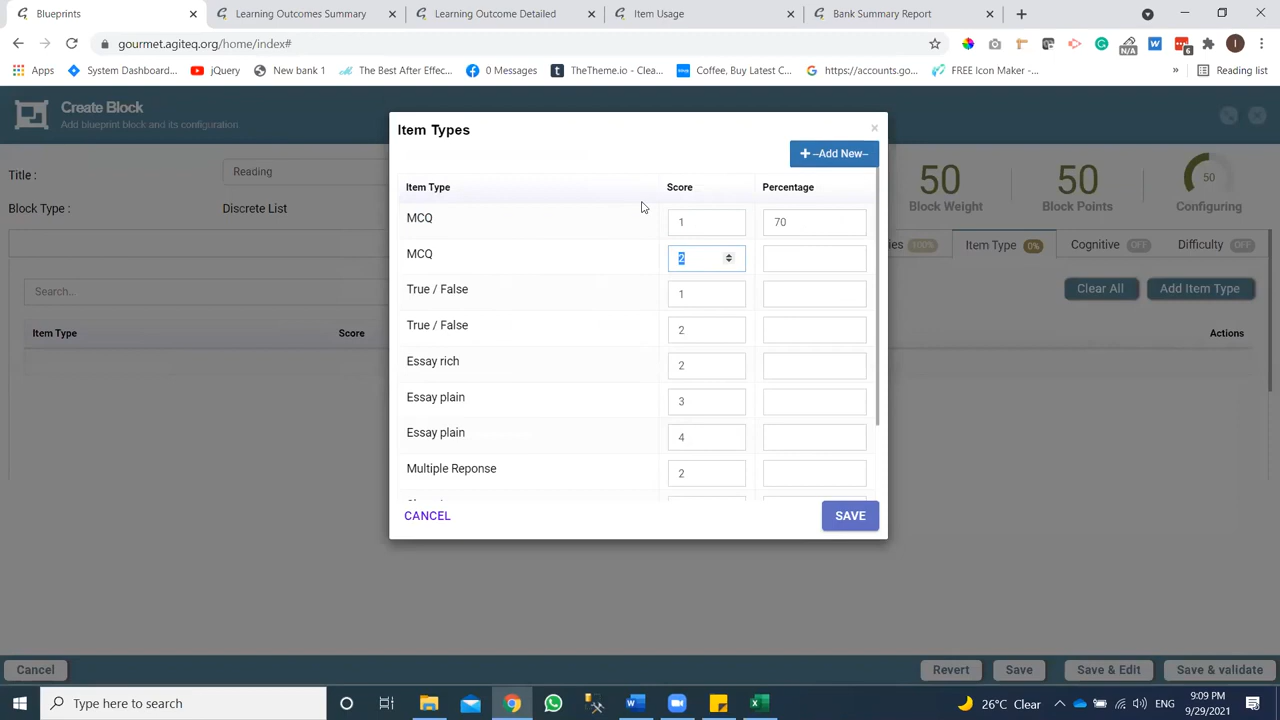 Blueprints
Learning Outcomes Summary
Learning Outcome Detailed
Item Usage
Bank Summary Report
gourmet.agiteq.org/home/index#
Apps
System Dashboard...
jQuery
New bank 1
The Best After Effec...
0 Messages
TheTheme.io - Clea...
Coffee, Buy Latest C...
https://accounts.go...
FREE Icon Maker -...
Reading list
Create Block
Add blueprint block and its configuration.
Item Types
--Add New--
Title :
Reading
Block Type :
Discrete List
50
Block Weight
50
Block Points
50
Configuring
Item Type
Score
Percentage
MCQ
1
70
MCQ
2
True / False
1
True / False
2
Essay rich
2
Essay plain
3
Essay plain
4
Multiple Reponse
2
CANCEL
SAVE
100%
Item Type 0%
Cognitive OFF
Difficulty OFF
Search..
Clear All
Add Item Type
Item Type
Score
Actions
Cancel
Revert
Save
Save & Edit
Save & validate
Type here to search
26°C Clear
ENG
9:09 PM
9/29/2021